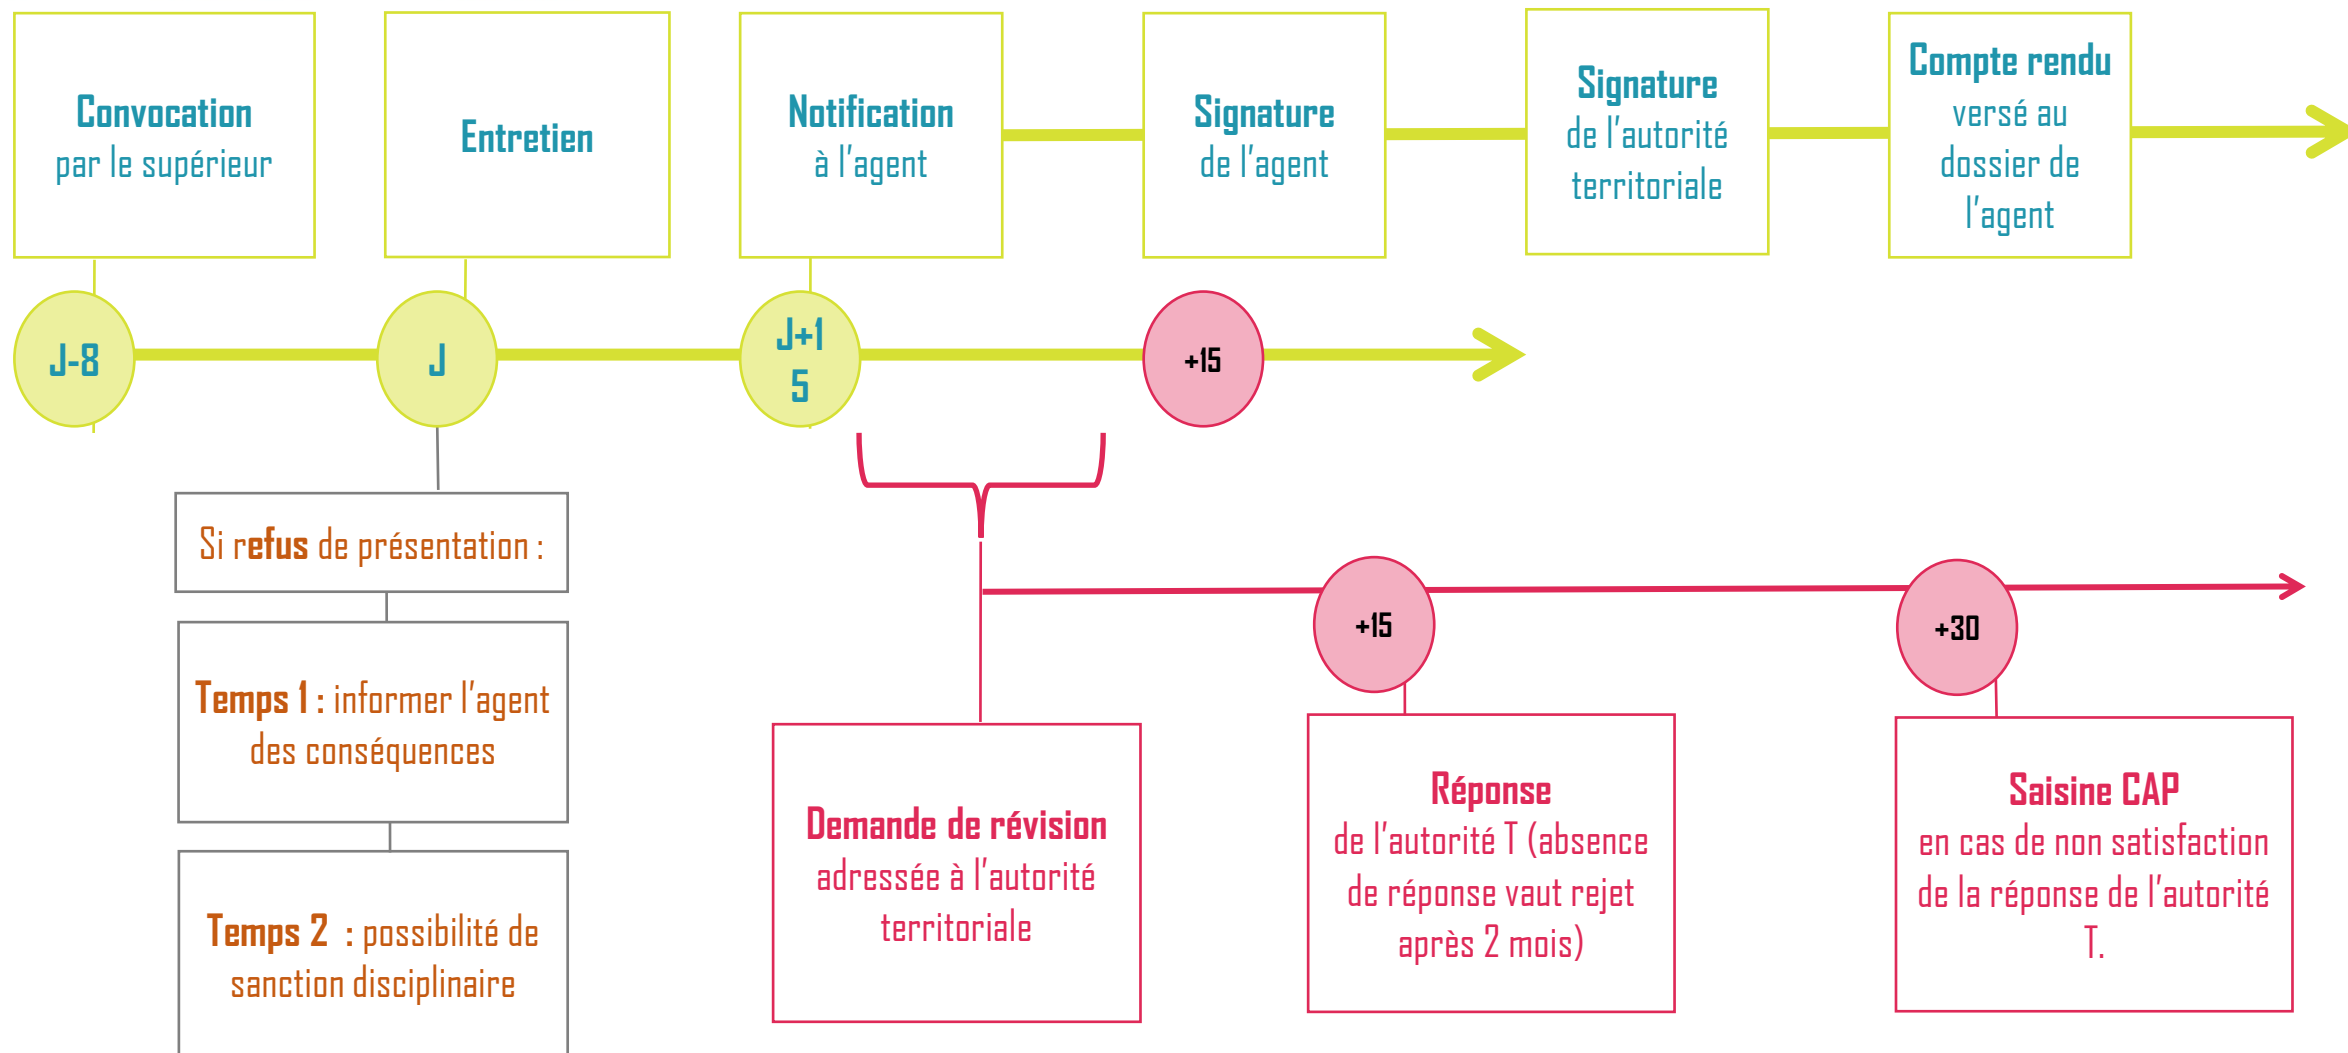 Convocation
par le supérieur
Entretien
Notification
à l'agent
Signature
de l'agent
Signature
de l'autorité
territoriale
Compte rendu
versé au
dossier de
l'agent
J-8
J
J+1
5
+15
Si refus de présentation :
Temps 1 : informer l'agent
des conséquences
Temps 2 : possibilité de
sanction disciplinaire
+15
+30
Demande de révision
adressée à l'autorité
territoriale
Réponse
de l'autorité T (absence
de réponse vaut rejet
après 2 mois)
Saisine CAP
en cas de non satisfaction
de la réponse de l'autorité
T.